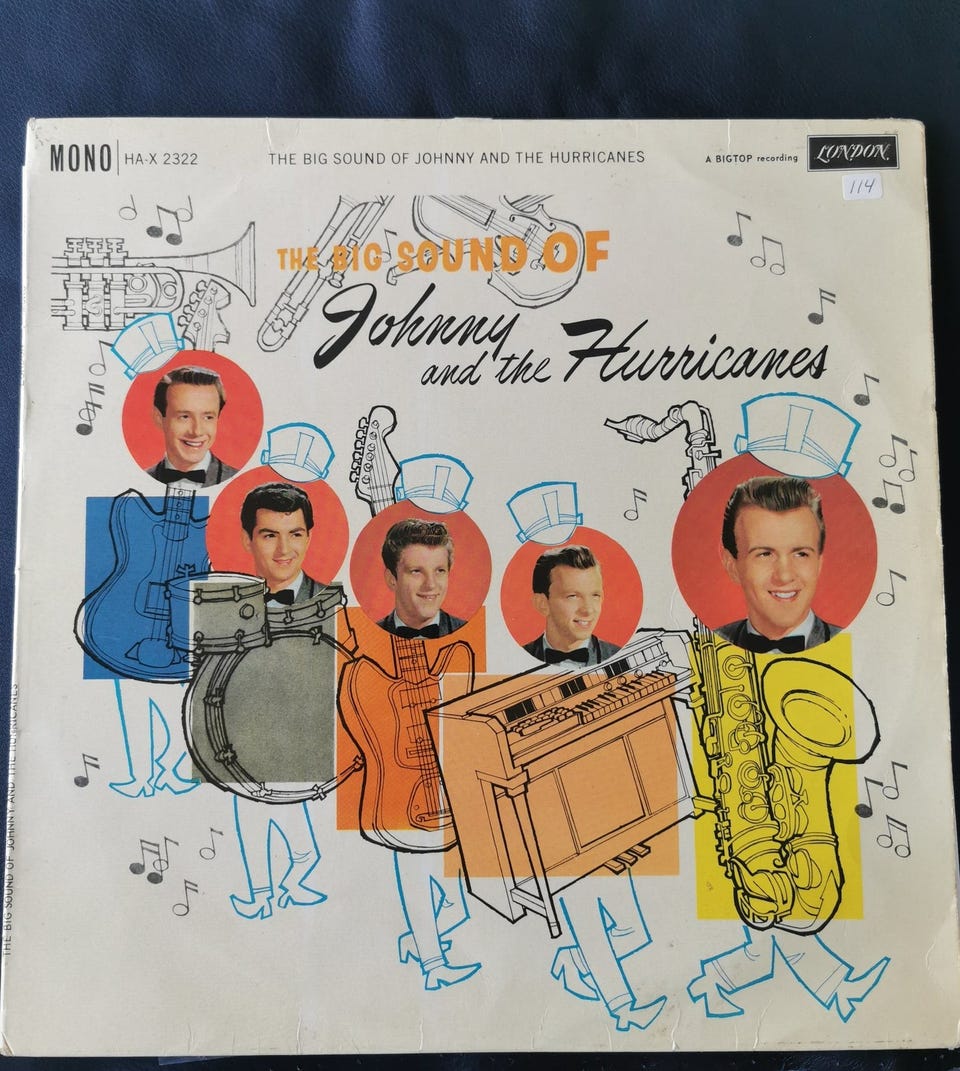 MONO HA-X 2322 THE BIG SOUND OF JOHNNY AND THE HURRICANES A BIGTOP recording LONDON
114
THE BIG SOUND OF
Johnny
and the Hurricanes
THE BIG SOUND OF JOHNNY AND THE HURRICANES